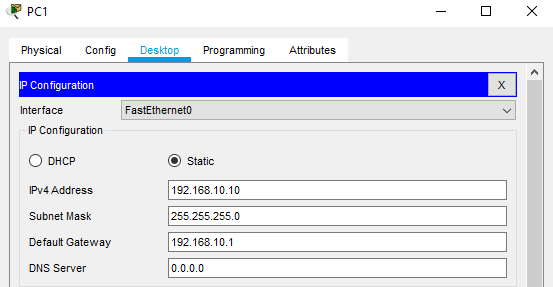 PC1
Physical Config Desktop Programming Attributes
IP Configuration X
Interface FastEthernet0
IP Configuration
DHCP Static
IPv4 Address 192.168.10.10
Subnet Mask 255.255.255.0
Default Gateway 192.168.10.1
DNS Server 0.0.0.0